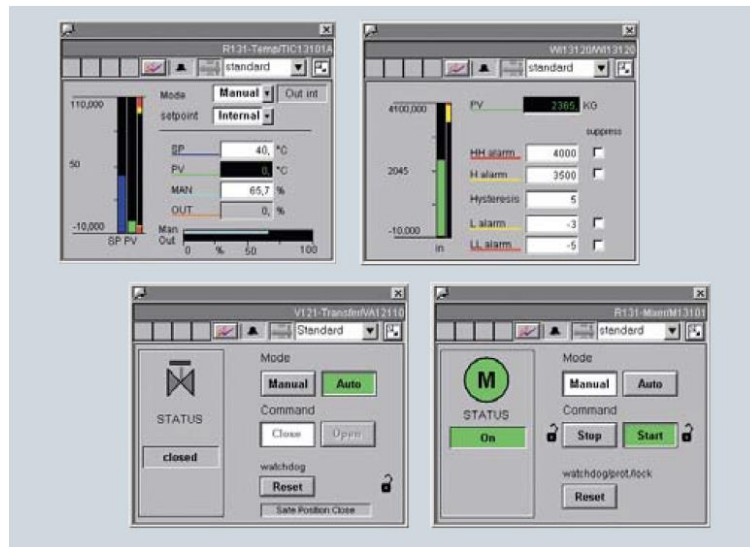 R131-Temp/TIC13101A
standard
Mode Manual Out int
setpoint Internal
110,000
50
-10,000
SP PV
SP 40, °C
PV 0, °C
MAN 65,7 %
OUT 0, %
Man
Out
0 % 50 100
WI13120/WI13120
standard
4100,000
2045
-10.000
in
PV 2365, KG
suppress
HH alarm 4000
H alarm 3500
Hysteresis 5
L alarm -3
LL alarm -5
V121-Transfer/VA12110
Standard
STATUS
closed
Mode
Manual Auto
Command
Close Open
watchdog
Reset
Safe Position Close
R131-Mixer/M13101
standard
M
STATUS
On
Mode
Manual Auto
Command
Stop Start
watchdog/prot./lock
Reset